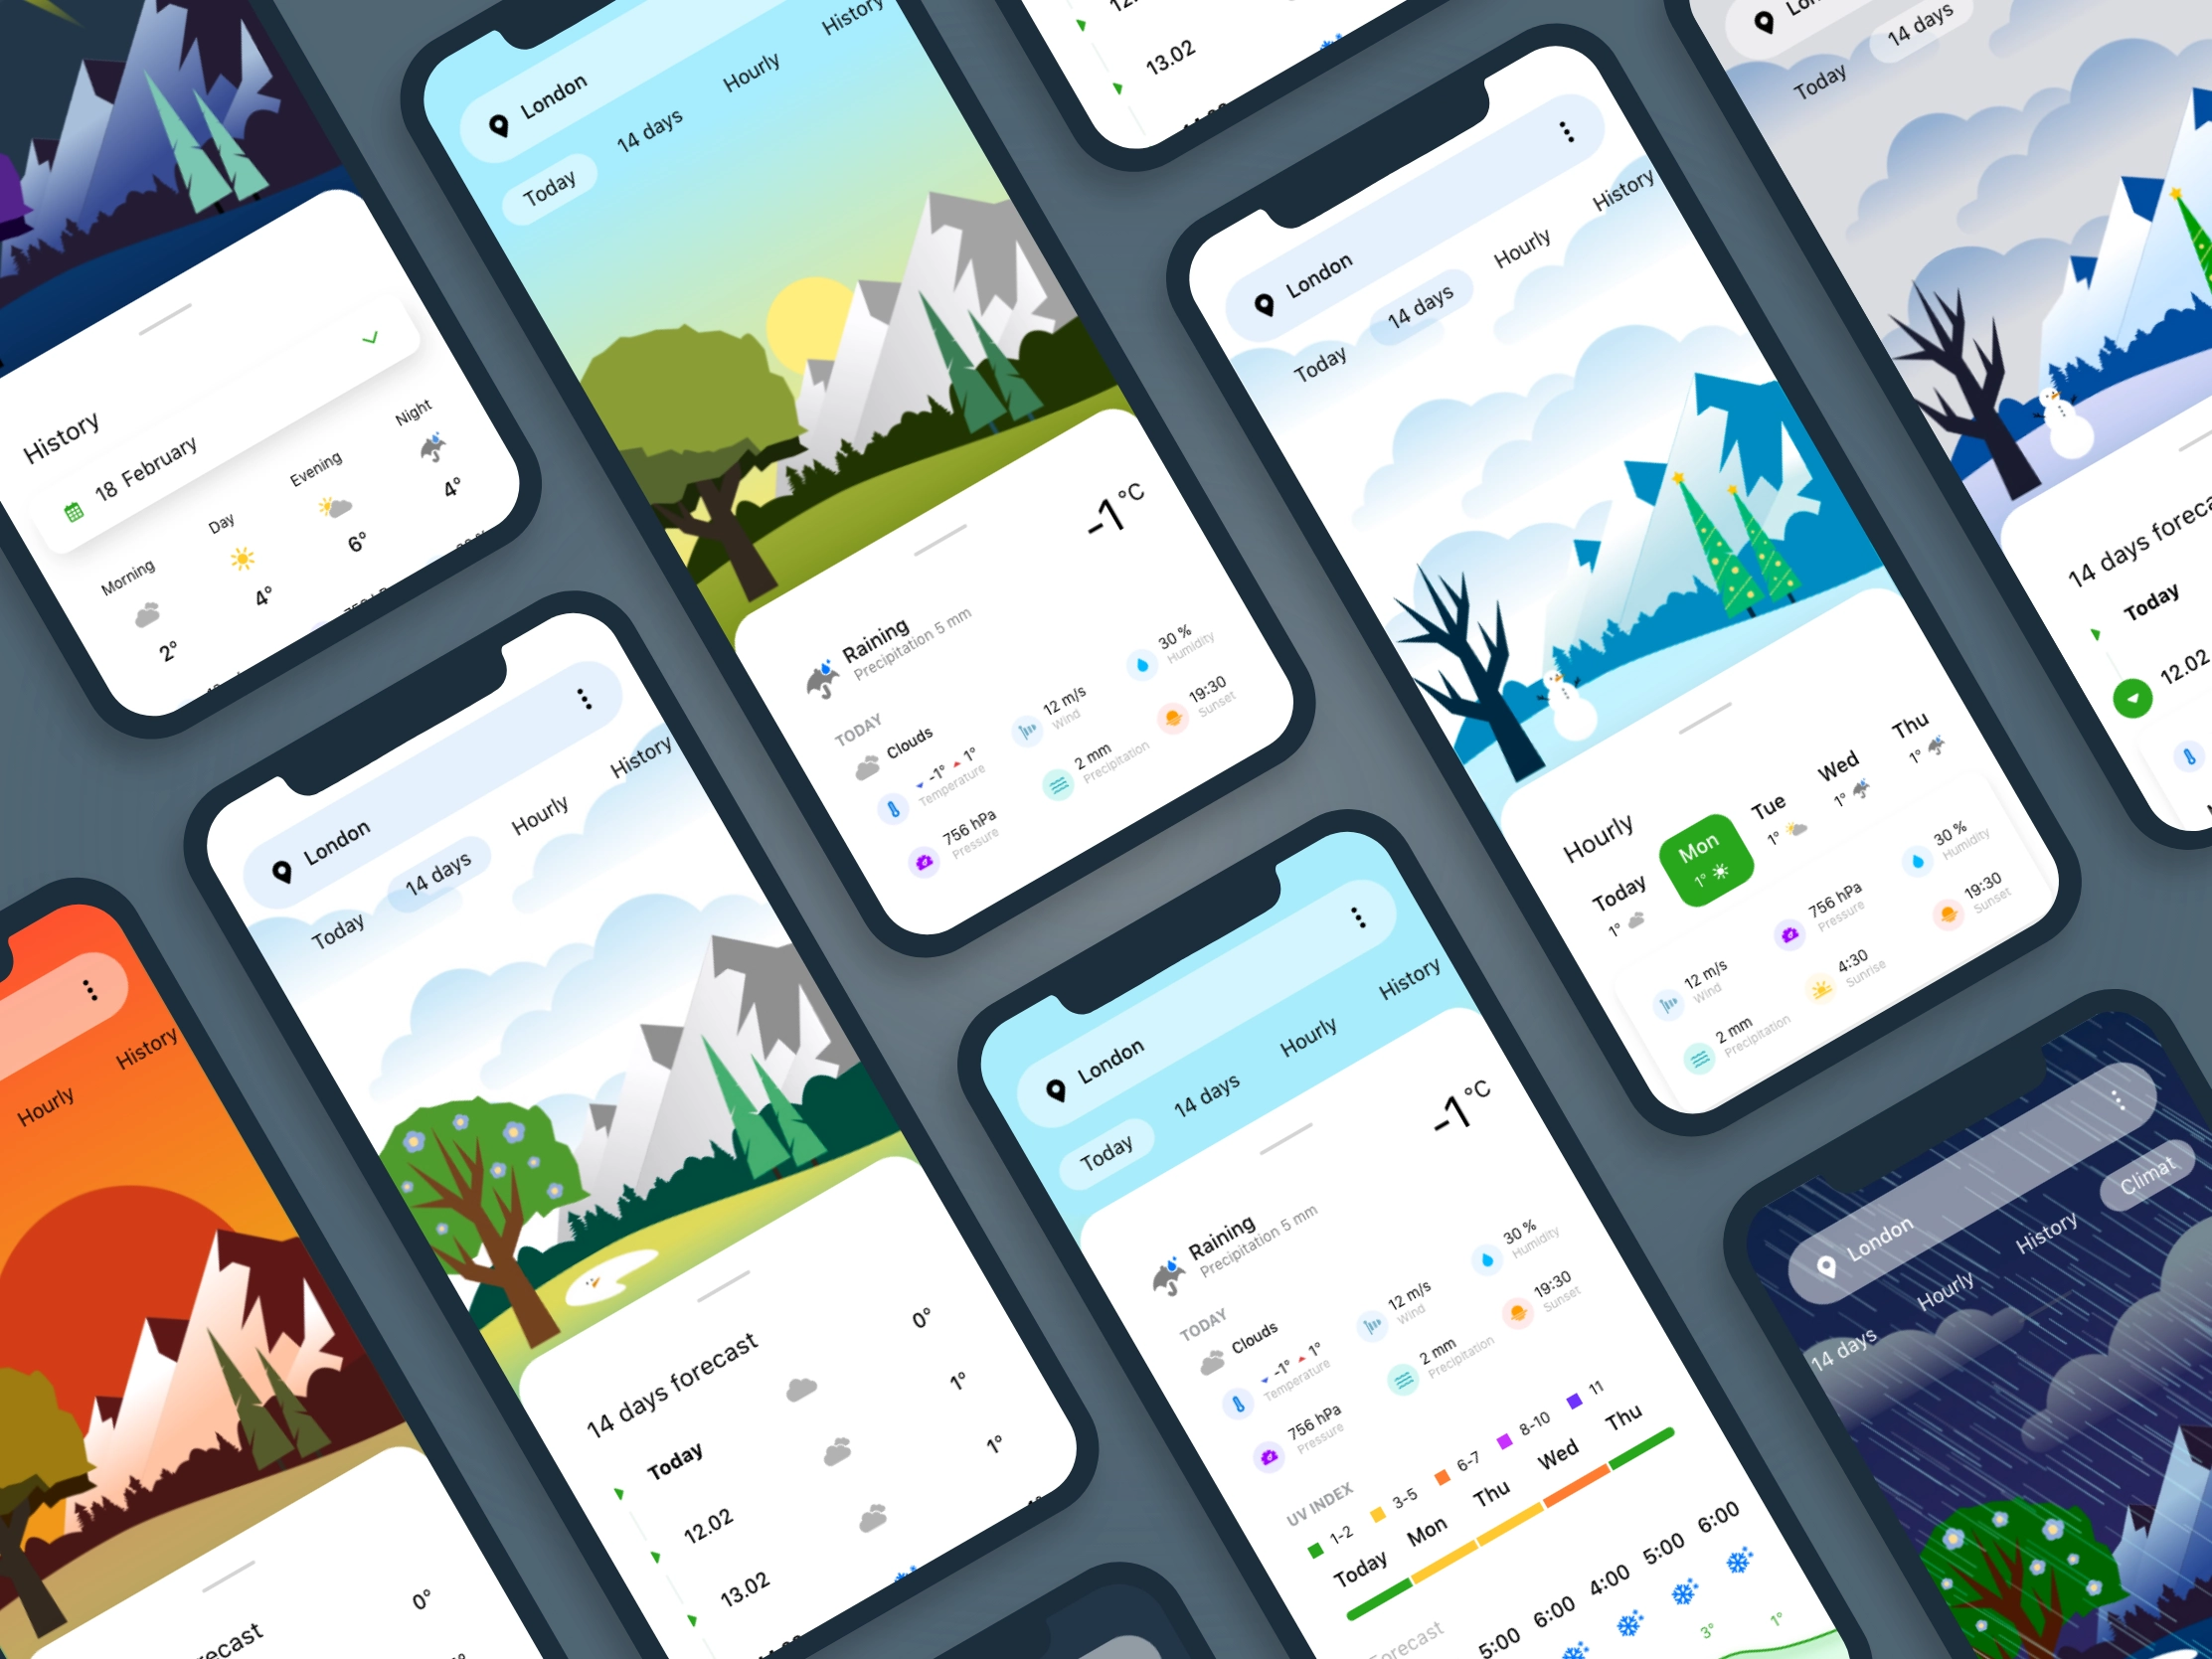 History
18 February
Morning
2°
Day
4°
Evening
6°
Night
4°
London
Today
14 days
Hourly
History
-1°C
Raining
Precipitation 5 mm
TODAY
Clouds
-1° 1°
Temperature
12 m/s
Wind
30 %
Humidity
756 hPa
Pressure
2 mm
Precipitation
19:30
Sunset
13.02
London
Today
14 days
Hourly
History
Hourly
Today
1°
Mon
1°
Tue
1°
Wed
1°
Thu
1°
12 m/s
Wind
756 hPa
Pressure
30 %
Humidity
2 mm
Precipitation
4:30
Sunrise
19:30
Sunset
Today
14 days
Today
12.02
Hourly
History
0°
London
Today
14 days
Hourly
History
14 days forecast
Today
0°
12.02
1°
13.02
1°
London
Today
14 days
Hourly
History
-1°C
Raining
Precipitation 5 mm
TODAY
Clouds
-1° 1°
Temperature
12 m/s
Wind
30 %
Humidity
756 hPa
Pressure
2 mm
Precipitation
19:30
Sunset
UV INDEX
1-2
3-5
6-7
8-10
11
Today
Mon
Thu
Wed
Thu
5:00
6:00
4:00
5:00
6:00
3°
1°
London
14 days
Hourly
History
Climat